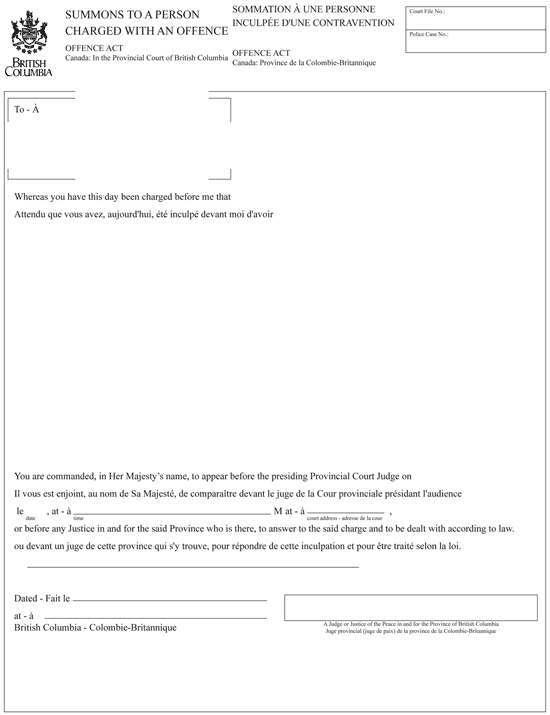 BRITISH
COLUMBIA
SUMMONS TO A PERSON
CHARGED WITH AN OFFENCE
OFFENCE ACT
Canada: In the Provincial Court of British Columbia
SOMMATION À UNE PERSONNE
INCULPÉE D'UNE CONTRAVENTION
OFFENCE ACT
Canada: Province de la Colombie-Britannique
Court File No.:
Police Case No.:
To - À
Whereas you have this day been charged before me that
Attendu que vous avez, aujourd'hui, été inculpé devant moi d'avoir
You are commanded, in Her Majesty's name, to appear before the presiding Provincial Court Judge on
Il vous est enjoint, au nom de Sa Majesté, de comparaître devant le juge de la Cour provinciale présidant l'audience
le , at - à M at - à ,
date time court address - adresse de la cour
or before any Justice in and for the said Province who is there, to answer to the said charge and to be dealt with according to law.
ou devant un juge de cette province qui s'y trouve, pour répondre de cette inculpation et pour être traité selon la loi.
Dated - Fait le
at - à
British Columbia - Colombie-Britannique
A Judge or Justice of the Peace in and for the Province of British Columbia
Juge provincial (juge de paix) de la province de la Colombie-Britannique